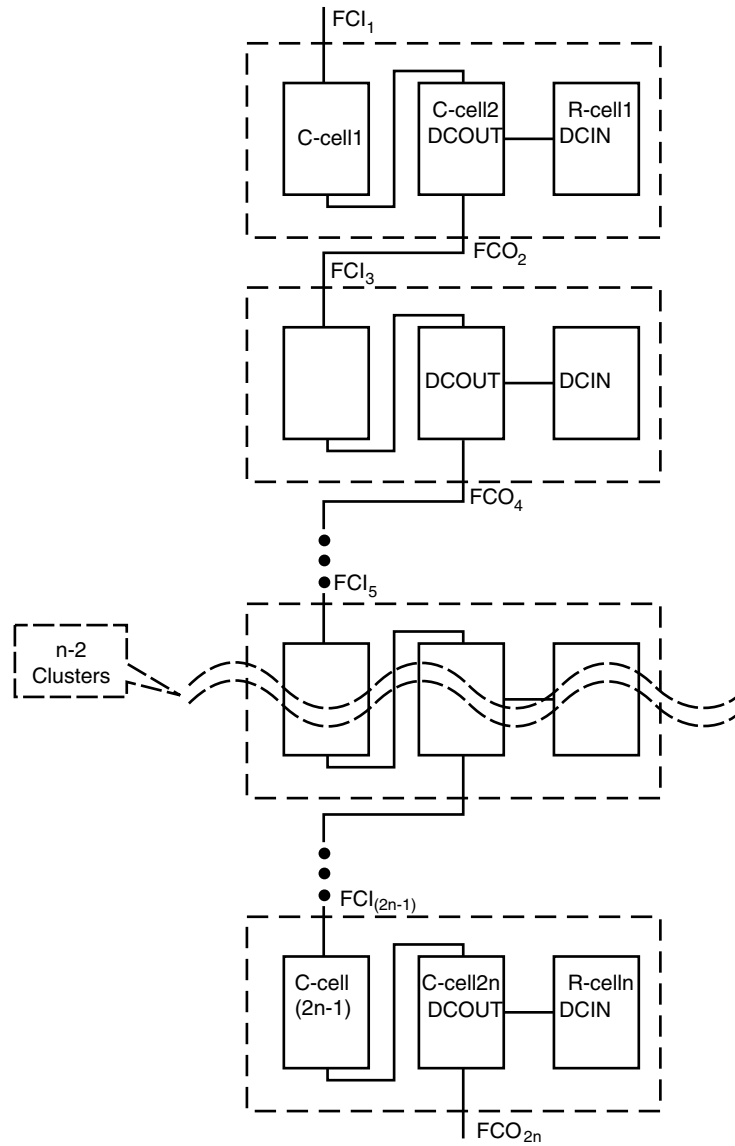 FCI₁
C-cell1
C-cell2
DCOUT
R-cell1
DCIN
FCO₂
FCI₃
DCOUT
DCIN
FCO₄
FCI₅
n-2
Clusters
FCI₍₂ₙ₋₁₎
C-cell
(2n-1)
C-cell2n
DCOUT
R-celln
DCIN
FCO₂ₙ